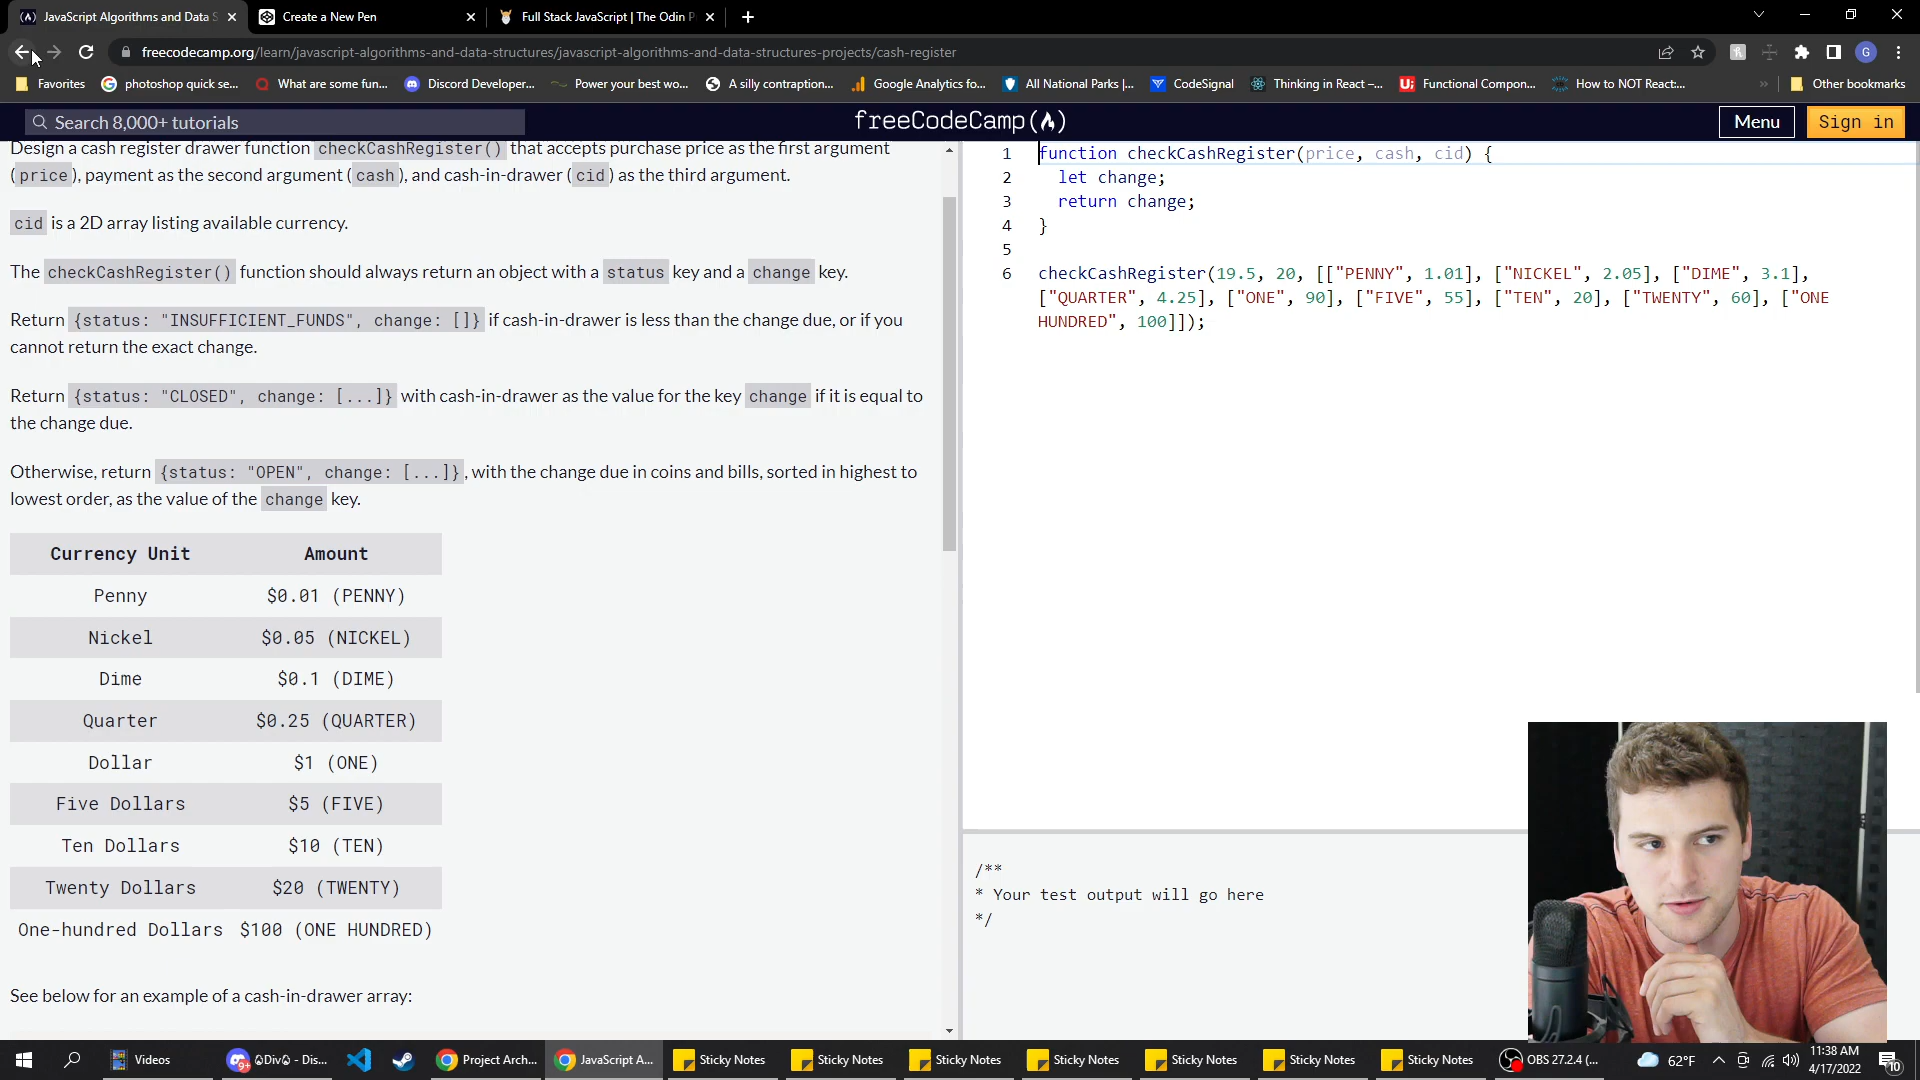 JavaScript Algorithms and Data S
Create a New Pen
Full Stack JavaScript | The Odin P
freecodecamp.org/learn/javascript-algorithms-and-data-structures/javascript-algorithms-and-data-structures-projects/cash-register
G
Favorites
photoshop quick se...
What are some fun...
Discord Developer...
Power your best wo...
A silly contraption...
Google Analytics fo...
All National Parks |...
CodeSignal
Thinking in React –...
Functional Compon...
How to NOT React:...
Other bookmarks
Search 8,000+ tutorials
freeCodeCamp
Menu
Sign in
Design a cash register drawer function checkCashRegister() that accepts purchase price as the first argument
(price), payment as the second argument (cash), and cash-in-drawer (cid) as the third argument.
cid is a 2D array listing available currency.
The checkCashRegister() function should always return an object with a status key and a change key.
Return {status: "INSUFFICIENT_FUNDS", change: []} if cash-in-drawer is less than the change due, or if you
cannot return the exact change.
Return {status: "CLOSED", change: [...]} with cash-in-drawer as the value for the key change if it is equal to
the change due.
Otherwise, return {status: "OPEN", change: [...]}, with the change due in coins and bills, sorted in highest to
lowest order, as the value of the change key.
Currency Unit Amount
Penny $0.01 (PENNY)
Nickel $0.05 (NICKEL)
Dime $0.1 (DIME)
Quarter $0.25 (QUARTER)
Dollar $1 (ONE)
Five Dollars $5 (FIVE)
Ten Dollars $10 (TEN)
Twenty Dollars $20 (TWENTY)
One-hundred Dollars $100 (ONE HUNDRED)
See below for an example of a cash-in-drawer array:
1 function checkCashRegister(price, cash, cid) {
2 let change;
3 return change;
4 }
5
6 checkCashRegister(19.5, 20, [["PENNY", 1.01], ["NICKEL", 2.05], ["DIME", 3.1],
["QUARTER", 4.25], ["ONE", 90], ["FIVE", 55], ["TEN", 20], ["TWENTY", 60], ["ONE
HUNDRED", 100]]);
/**
* Your test output will go here
*/
Videos
Div - Dis...
Project Arch...
JavaScript A...
Sticky Notes
Sticky Notes
Sticky Notes
Sticky Notes
Sticky Notes
Sticky Notes
Sticky Notes
OBS 27.2.4 (...
62°F
11:38 AM
4/17/2022
10